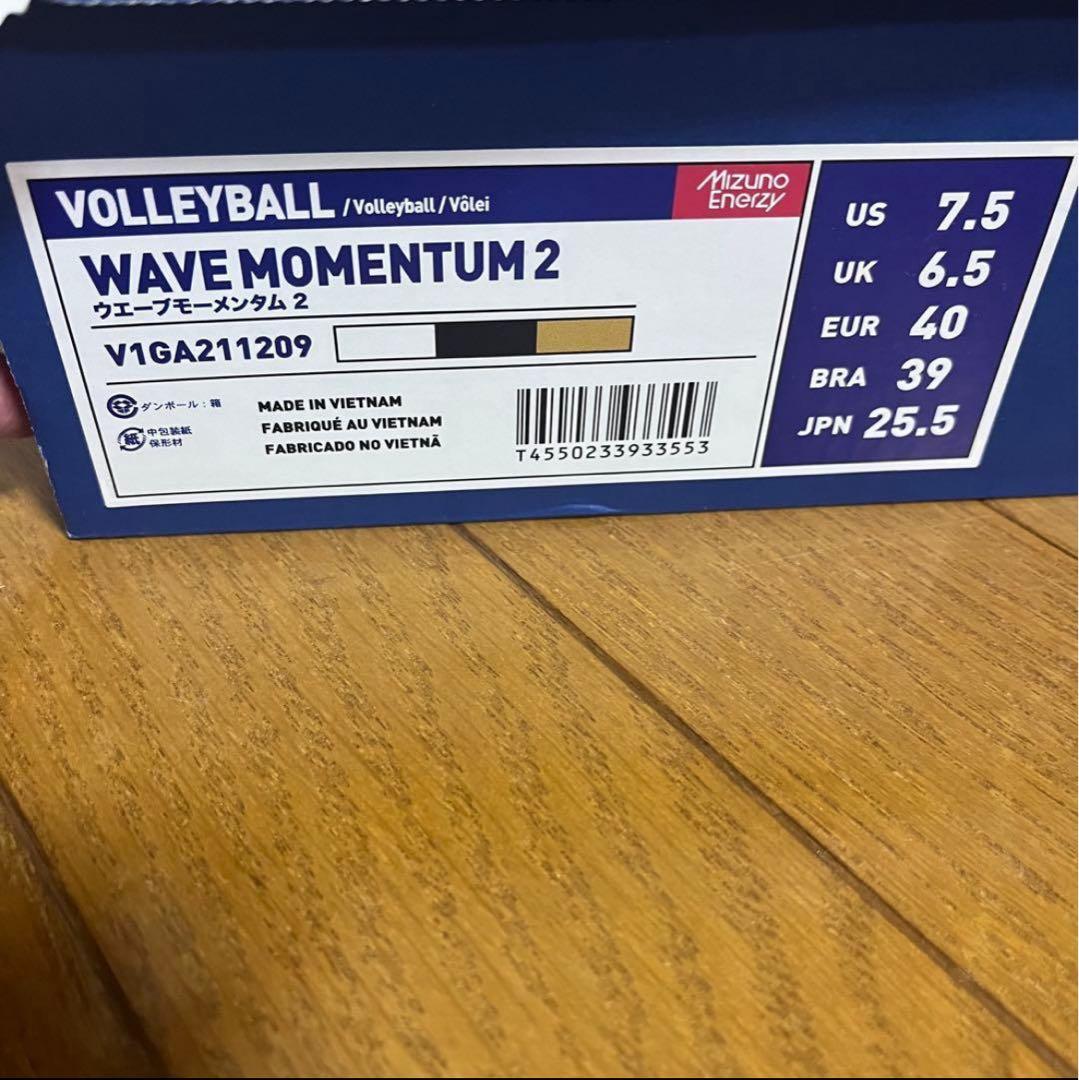 VOLLEYBALL / Volleyball / Vôlei
Mizuno
Enerzy
WAVE MOMENTUM 2
ウエーブモーメンタム 2
V1GA211209
ダンボール : 箱
紙 中包装紙
保形材
MADE IN VIETNAM
FABRIQUÉ AU VIETNAM
FABRICADO NO VIETNÃ
T4550233933553
US 7.5
UK 6.5
EUR 40
BRA 39
JPN 25.5